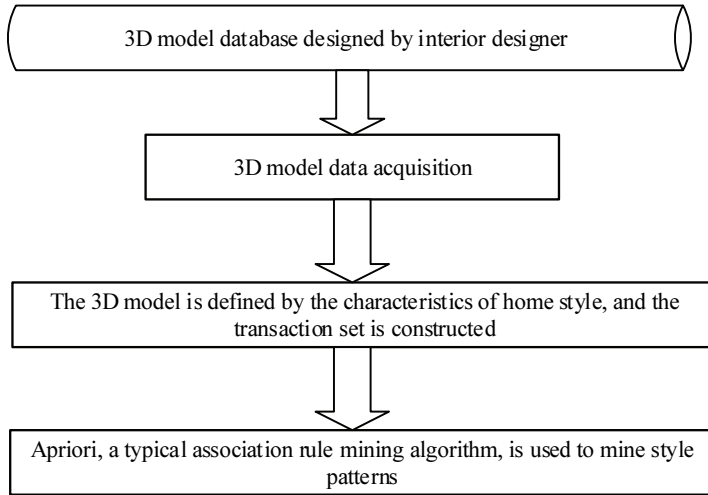 3D model database designed by interior designer
3D model data acquisition
The 3D model is defined by the characteristics of home style, and the
transaction set is constructed
Apriori, a typical association rule mining algorithm, is used to mine style
patterns